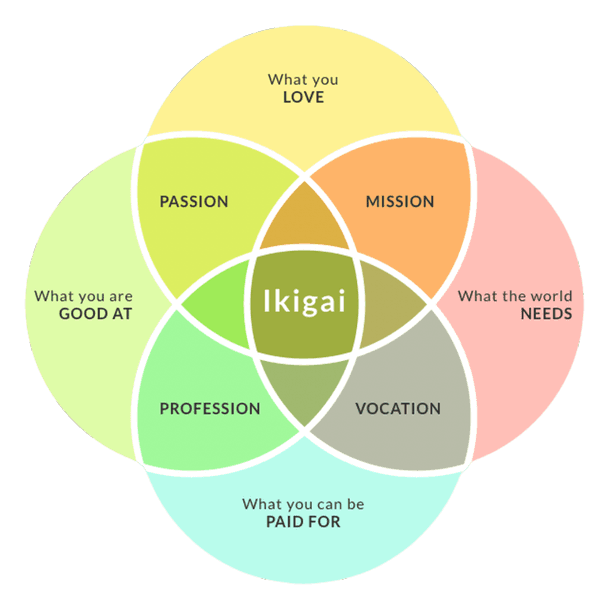 What you
LOVE
PASSION
MISSION
What you are
GOOD AT
Ikigai
What the world
NEEDS
PROFESSION
VOCATION
What you can be
PAID FOR